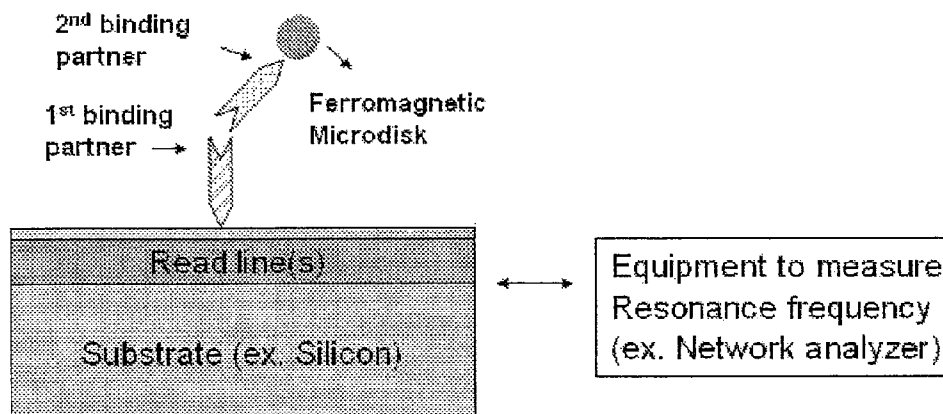 2nd binding
partner
1st binding
partner
Ferromagnetic
Microdisk
Read line(s)
Substrate (ex. Silicon)
Equipment to measure
Resonance frequency
(ex. Network analyzer)